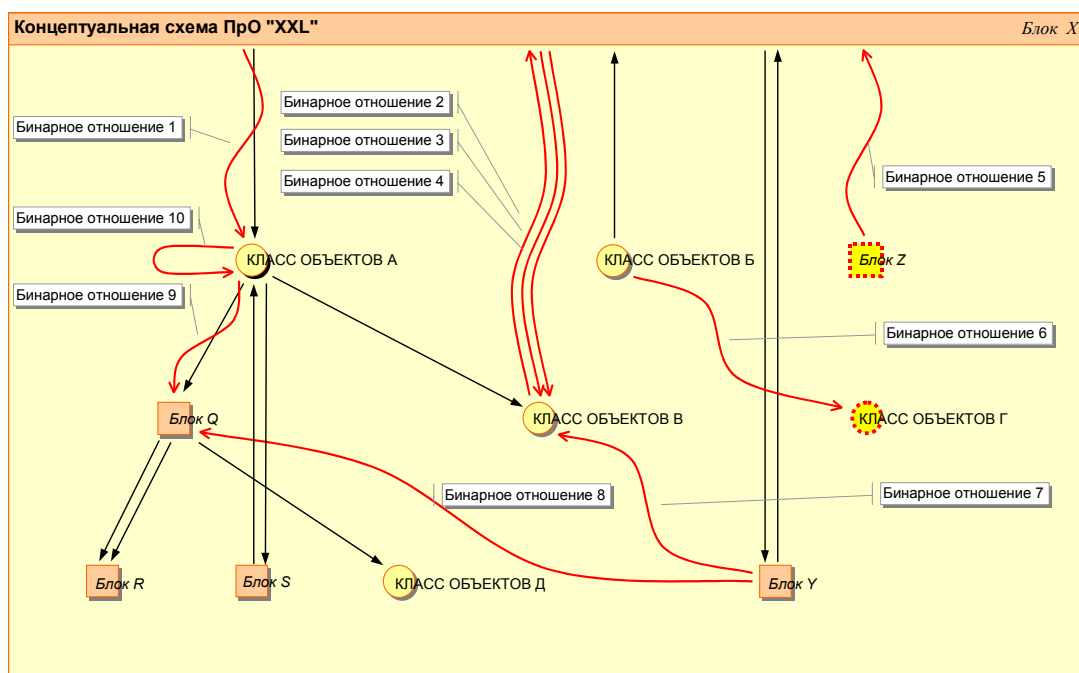 Концептуальная схема ПрО "XXL" Блок X
Бинарное отношение 1
Бинарное отношение 2
Бинарное отношение 3
Бинарное отношение 4
Бинарное отношение 5
Бинарное отношение 10
КЛАСС ОБЪЕКТОВ А
КЛАСС ОБЪЕКТОВ Б
Блок Z
Бинарное отношение 9
Бинарное отношение 6
Блок Q
КЛАСС ОБЪЕКТОВ В
КЛАСС ОБЪЕКТОВ Г
Бинарное отношение 8
Бинарное отношение 7
Блок R
Блок S
КЛАСС ОБЪЕКТОВ Д
Блок Y